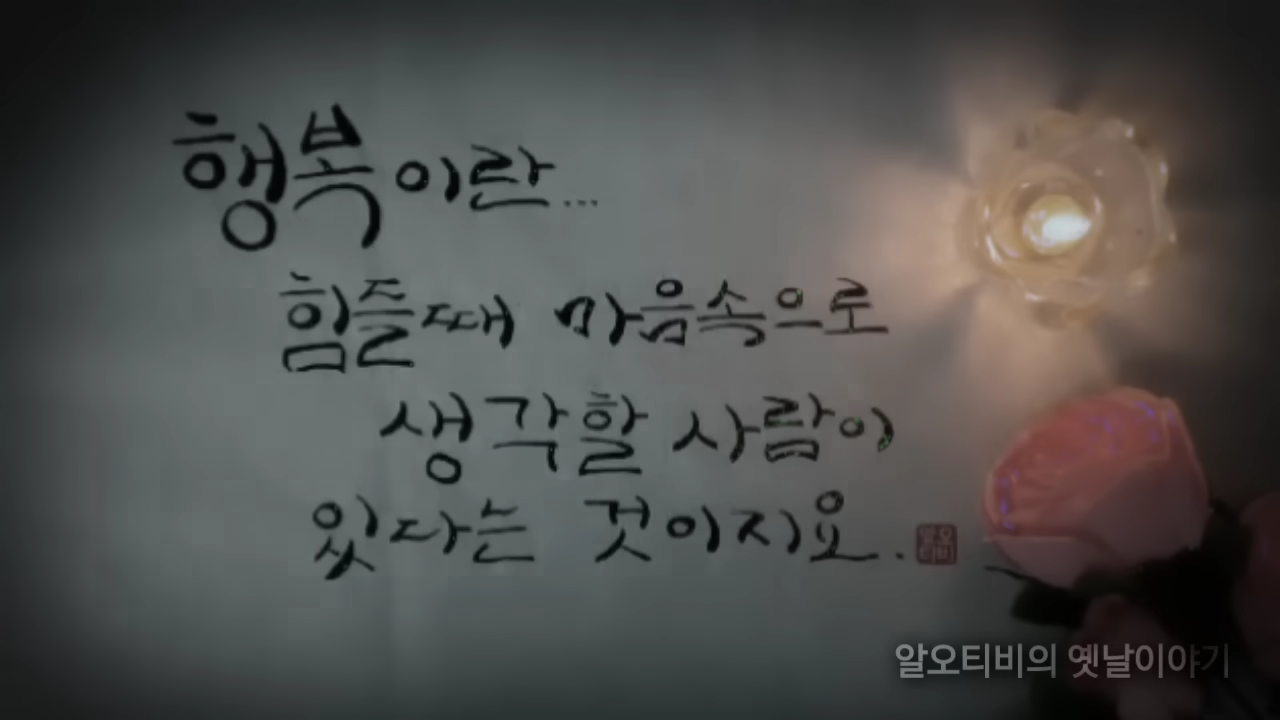 행복이란...
힘들때 마음속으로
생각할 사람이
있다는 것이지요.
알오티비의 옛날이야기